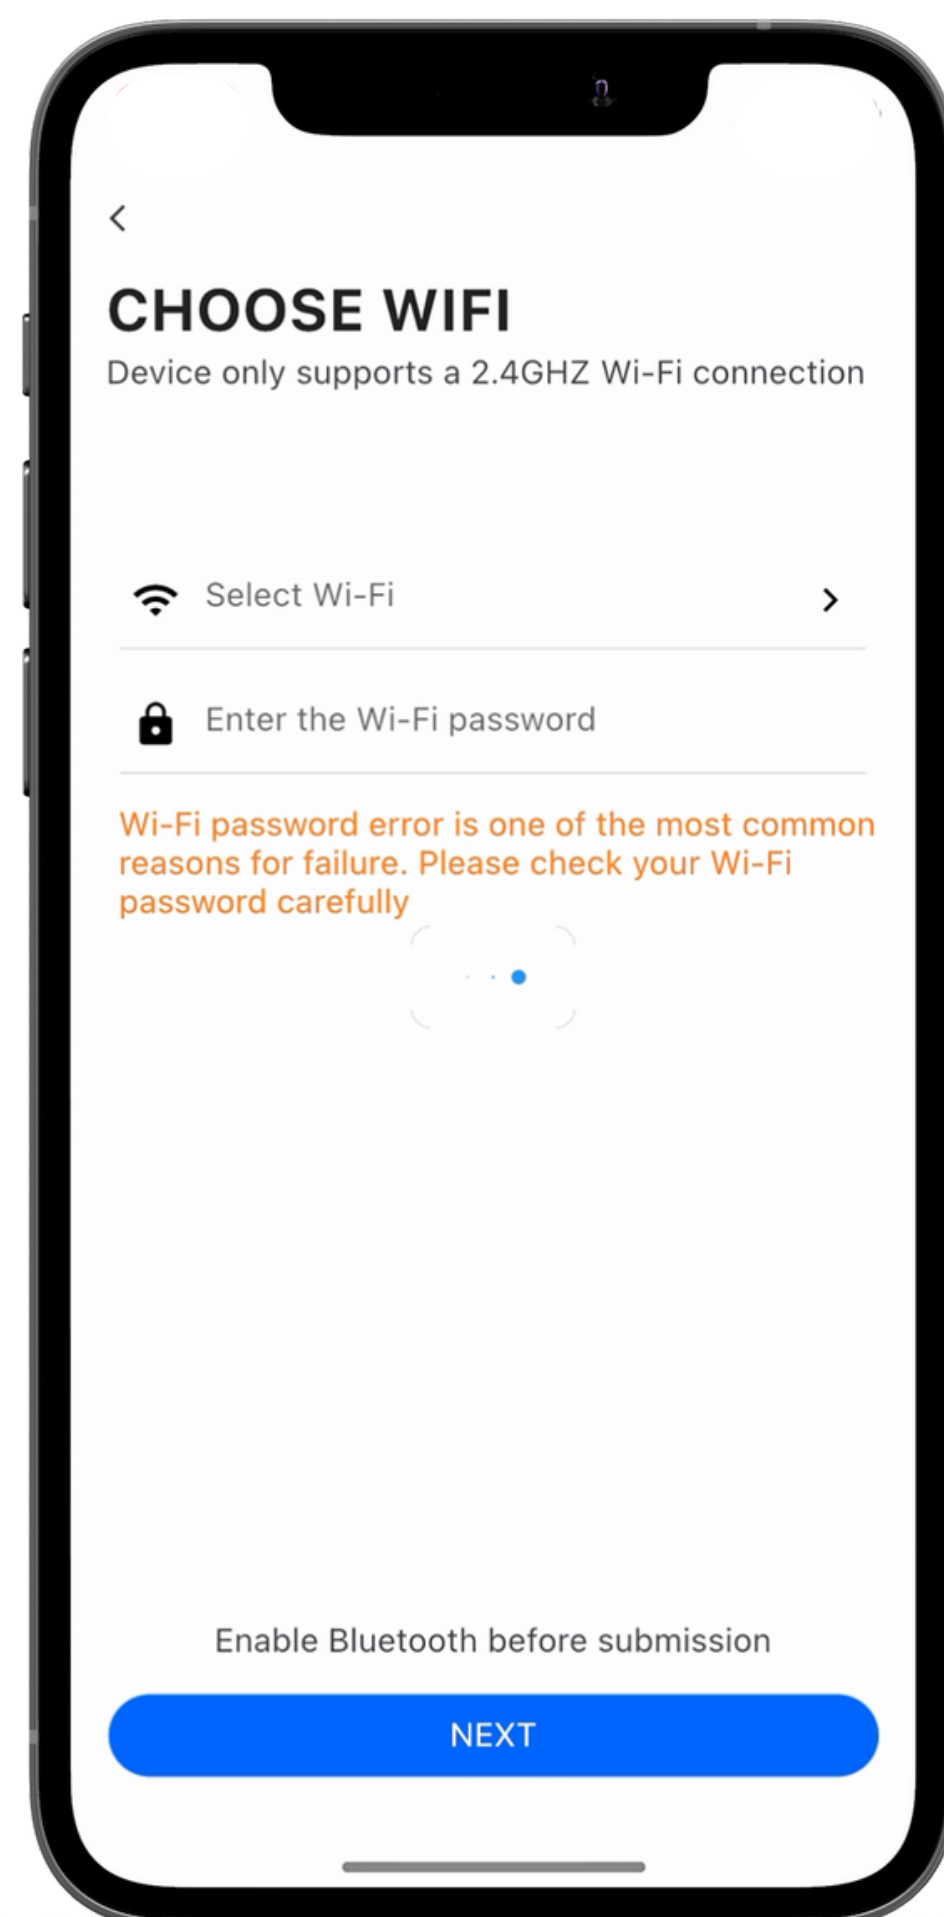 CHOOSE WIFI
Device only supports a 2.4GHZ Wi-Fi connection
Select Wi-Fi
Enter the Wi-Fi password
Wi-Fi password error is one of the most common
reasons for failure. Please check your Wi-Fi
password carefully
Enable Bluetooth before submission
NEXT